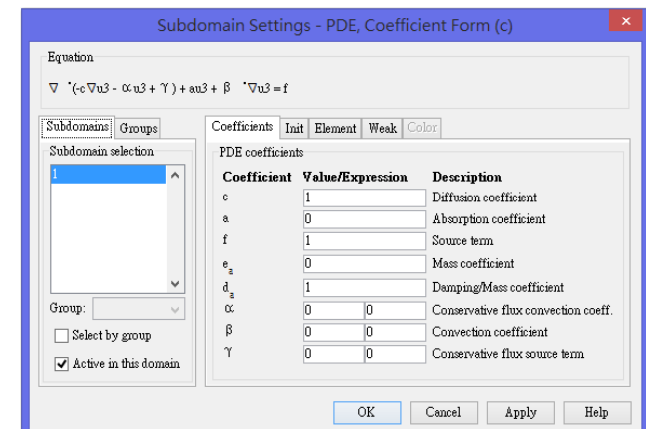 Subdomain Settings - PDE, Coefficient Form (c)
Equation
∇ ·(-c∇u3 - αu3 + γ) + au3 + β ·∇u3 = f
Subdomains Groups
Subdomain selection
1
Group:
Select by group
Active in this domain
Coefficients Init Element Weak Color
PDE coefficients
Coefficient Value/Expression Description
c 1 Diffusion coefficient
a 0 Absorption coefficient
f 1 Source term
eₐ 0 Mass coefficient
dₐ 1 Damping/Mass coefficient
α 0 0 Conservative flux convection coeff.
β 0 0 Convection coefficient
γ 0 0 Conservative flux source term
OK Cancel Apply Help